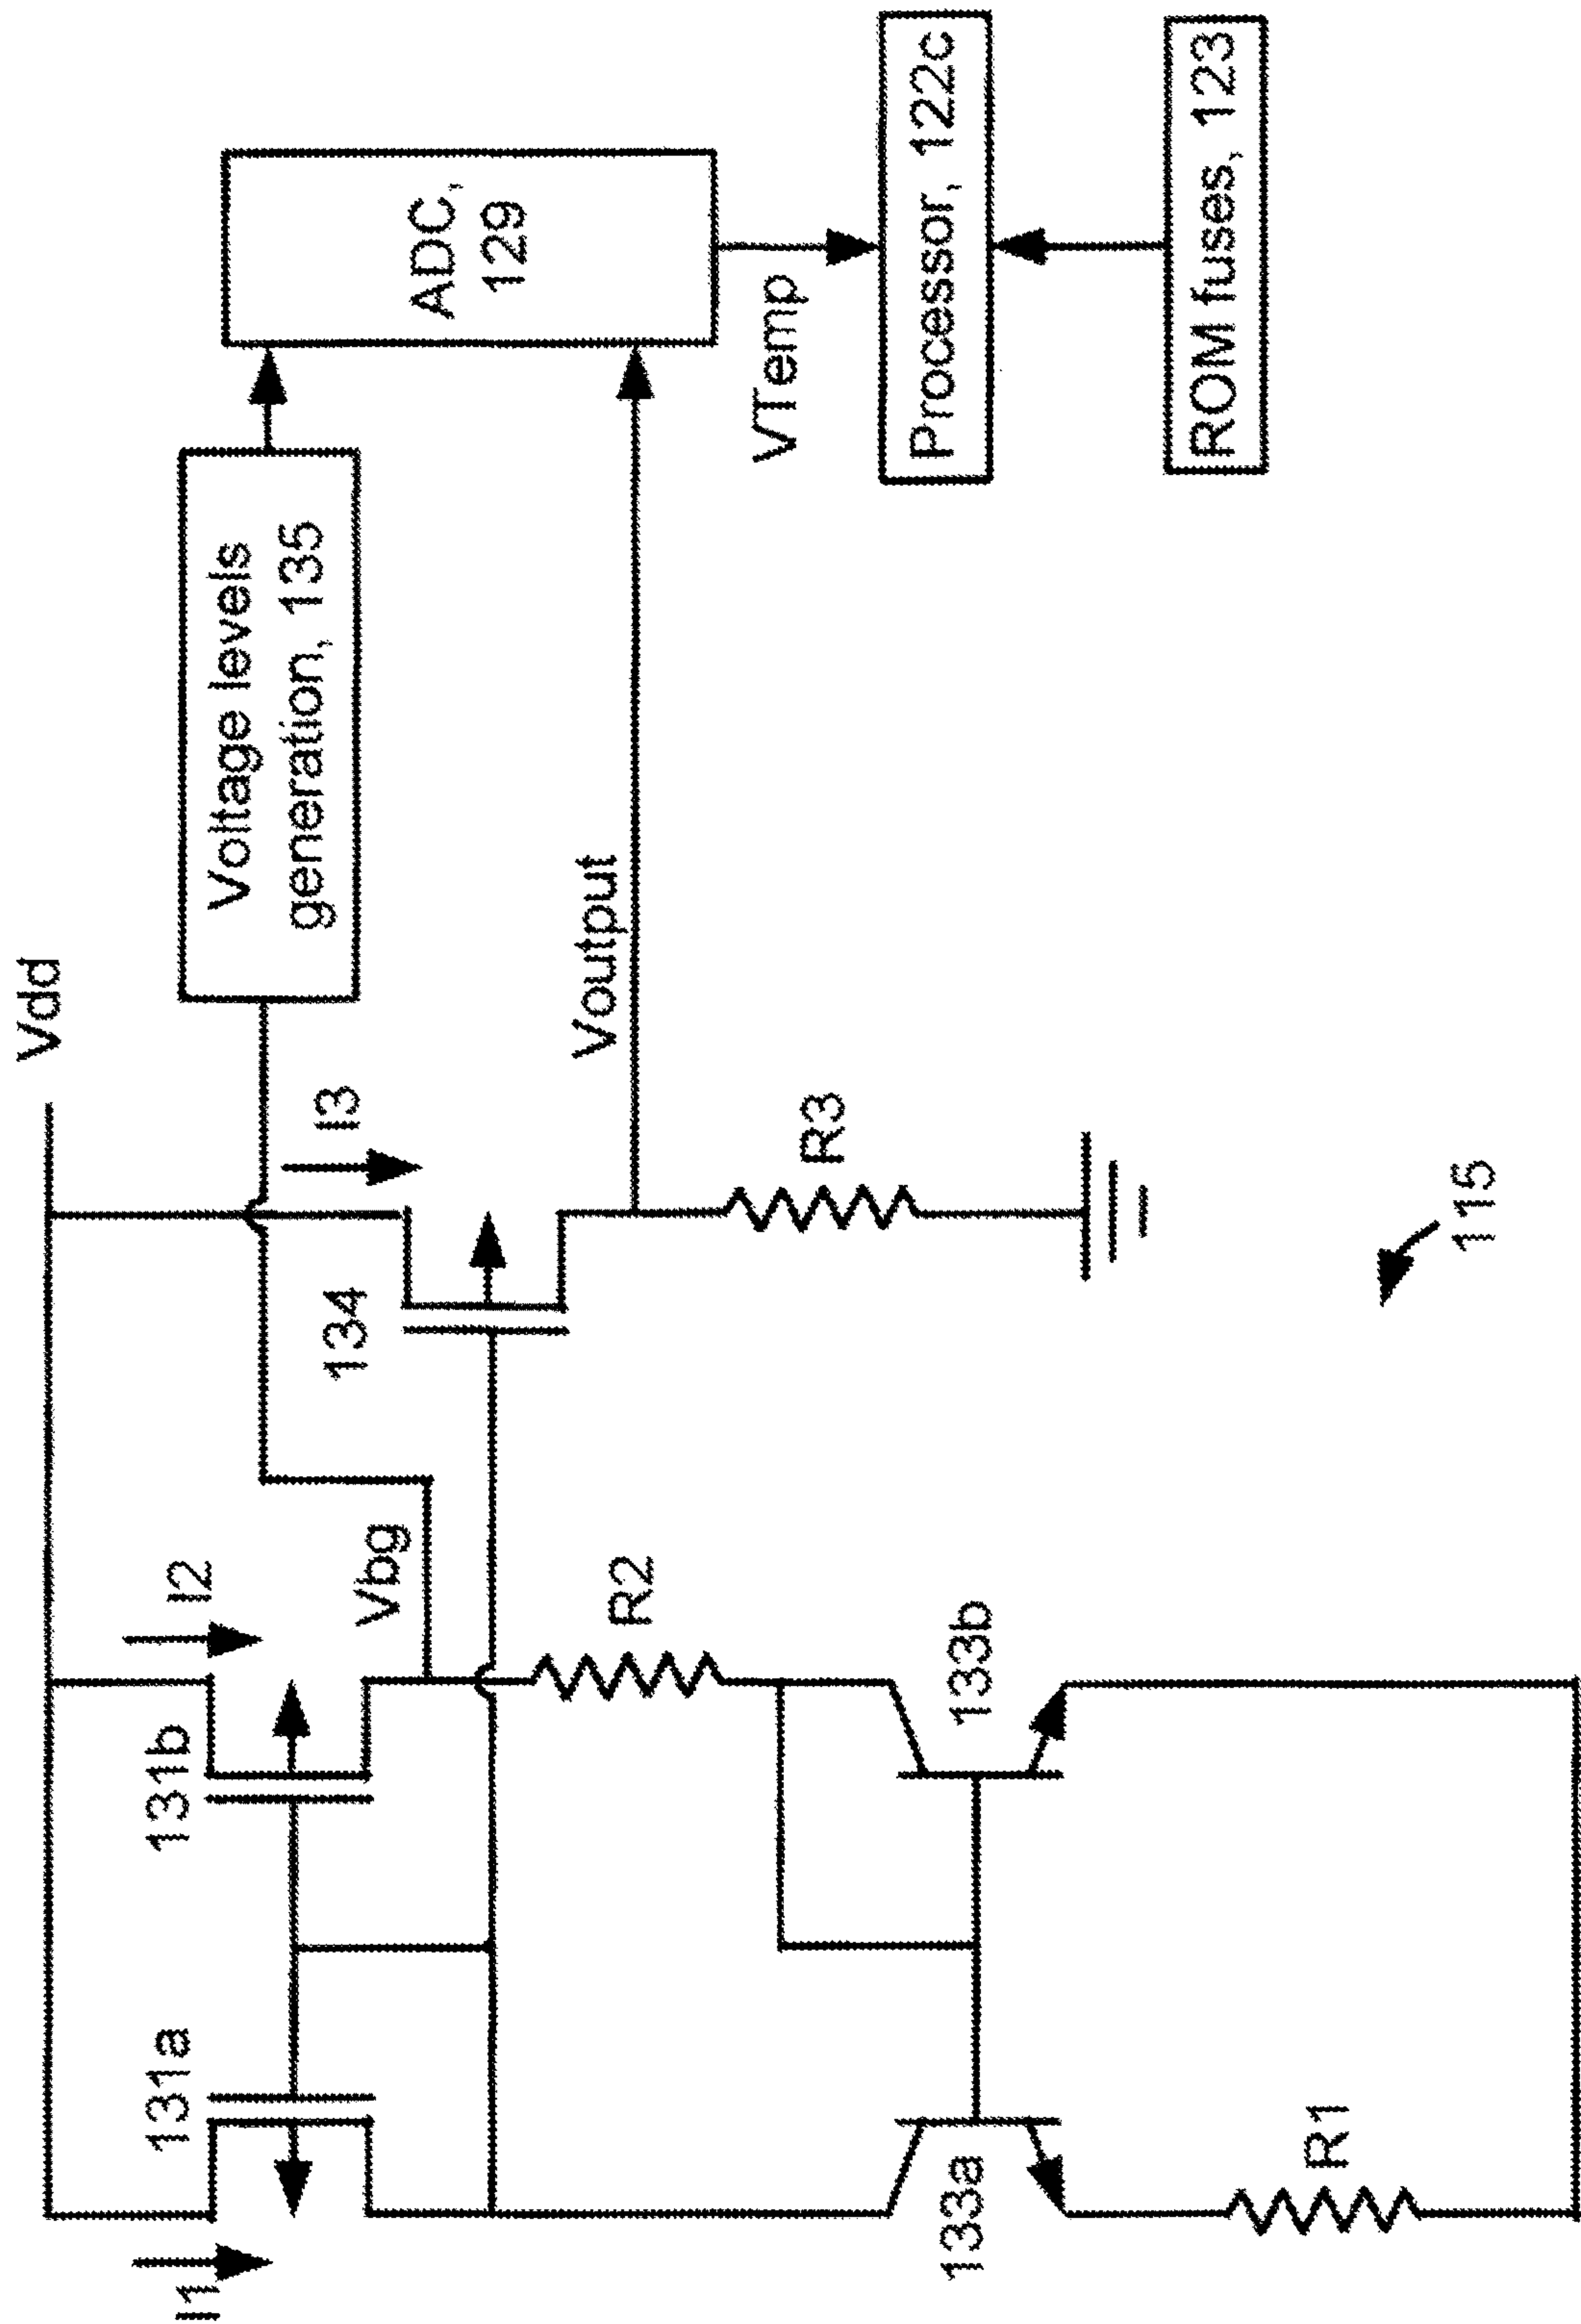 Vdd
I1
131a
131b
I2
Vbg
134
I3
Voltage levels
generation, 135
ADC,
129
Voutput
VTemp
R2
R3
Processor, 122c
133a
133b
ROM fuses, 123
R1
115